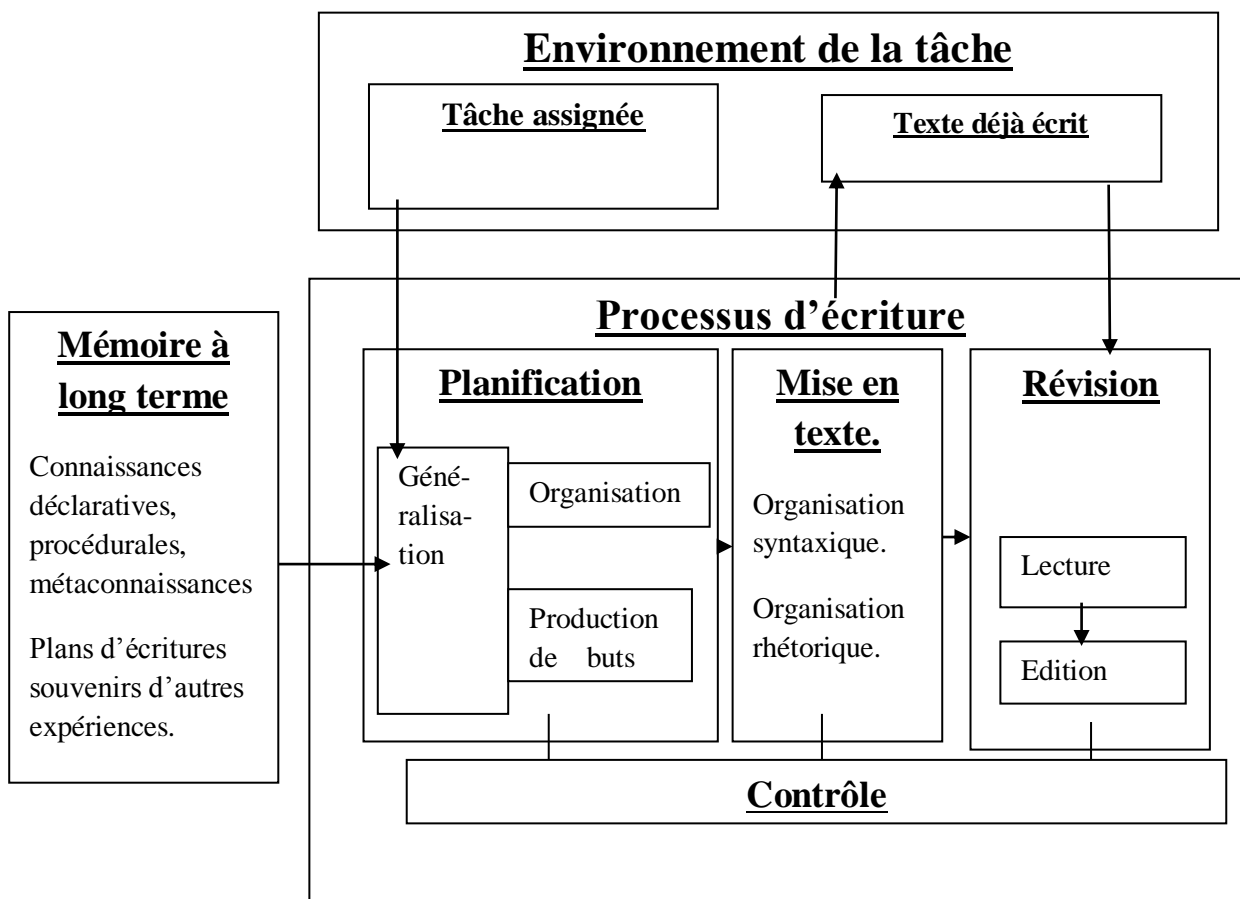 Environnement de la tâche
Tâche assignée
Texte déjà écrit
Processus d’écriture
Mémoire à
long terme
Connaissances
déclaratives,
procédurales,
métaconnaissances
Plans d’écritures
souvenirs d’autres
expériences.
Planification
Géné-
ralisa-
tion
Organisation
Production
de buts
Mise en
texte.
Organisation
syntaxique.
Organisation
rhétorique.
Révision
Lecture
Edition
Contrôle